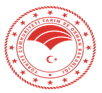 TÜRKİYE CUMHURİYETİ TARIM VE ORMAN BAKANLIĞI